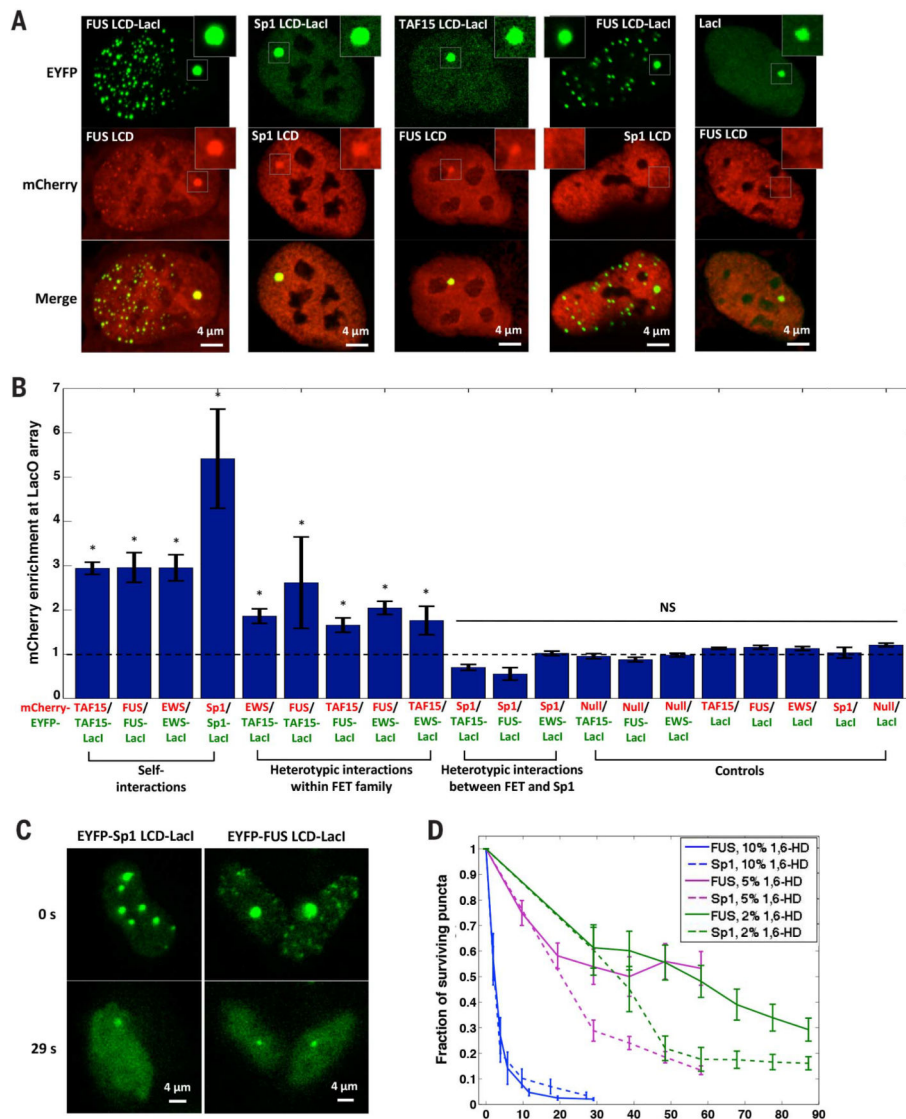 A
FUS LCD-LacI
Sp1 LCD-LacI
TAF15 LCD-LacI
FUS LCD-LacI
LacI
EYFP
FUS LCD
Sp1 LCD
FUS LCD
Sp1 LCD
FUS LCD
mCherry
Merge
4 µm
4 µm
4 µm
4 µm
4 µm
B
mCherry enrichment at LacO array
7
6
5
4
3
2
1
0
*
*
*
*
*
*
*
*
*
NS
mCherry- TAF15/ FUS/ EWS/ Sp1/ EWS/ FUS/ TAF15/ FUS/ TAF15/ Sp1/ Sp1/ Sp1/ Null/ Null/ Null/ TAF15/ FUS/ EWS/ Sp1/ Null/
EYFP- TAF15- FUS- EWS- Sp1- TAF15- TAF15- FUS- EWS- EWS- TAF15- FUS- EWS- TAF15- FUS- EWS- LacI LacI LacI LacI LacI
LacI LacI LacI LacI LacI LacI LacI LacI LacI LacI LacI LacI LacI LacI LacI
Self-
interactions
Heterotypic interactions
within FET family
Heterotypic interactions
between FET and Sp1
Controls
C
EYFP-Sp1 LCD-LacI
EYFP-FUS LCD-LacI
0 s
29 s
4 µm
4 µm
D
Fraction of surviving puncta
1
0.9
0.8
0.7
0.6
0.5
0.4
0.3
0.2
0.1
0
FUS, 10% 1,6-HD
Sp1, 10% 1,6-HD
FUS, 5% 1,6-HD
Sp1, 5% 1,6-HD
FUS, 2% 1,6-HD
Sp1, 2% 1,6-HD
0 10 20 30 40 50 60 70 80 90